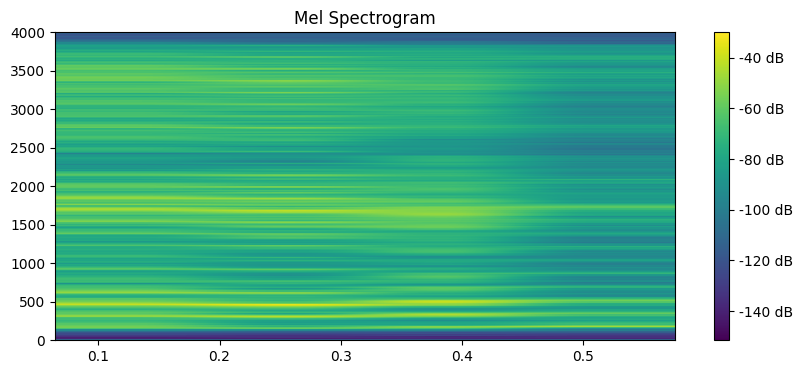 Mel Spectrogram
4000
3500
3000
2500
2000
1500
1000
500
0
0.1 0.2 0.3 0.4 0.5
-40 dB
-60 dB
-80 dB
-100 dB
-120 dB
-140 dB